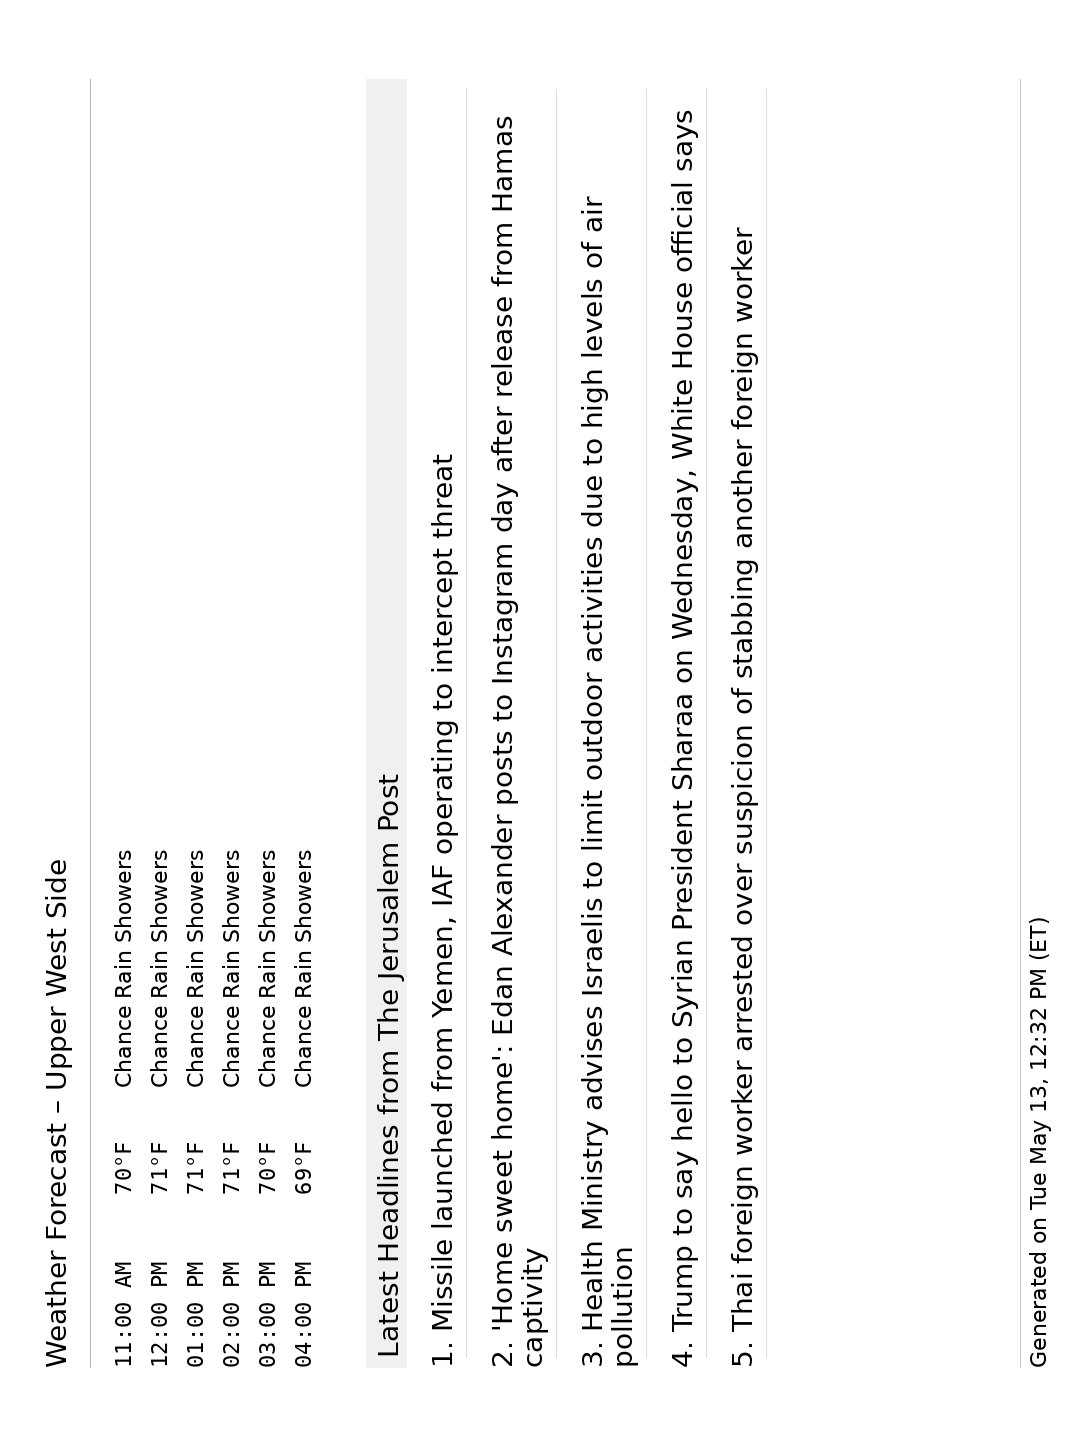 Weather Forecast – Upper West Side
11:00 AM 70°F Chance Rain Showers
12:00 PM 71°F Chance Rain Showers
01:00 PM 71°F Chance Rain Showers
02:00 PM 71°F Chance Rain Showers
03:00 PM 70°F Chance Rain Showers
04:00 PM 69°F Chance Rain Showers
Latest Headlines from The Jerusalem Post
1. Missile launched from Yemen, IAF operating to intercept threat
2. 'Home sweet home': Edan Alexander posts to Instagram day after release from Hamas
captivity
3. Health Ministry advises Israelis to limit outdoor activities due to high levels of air
pollution
4. Trump to say hello to Syrian President Sharaa on Wednesday, White House official says
5. Thai foreign worker arrested over suspicion of stabbing another foreign worker
Generated on Tue May 13, 12:32 PM (ET)